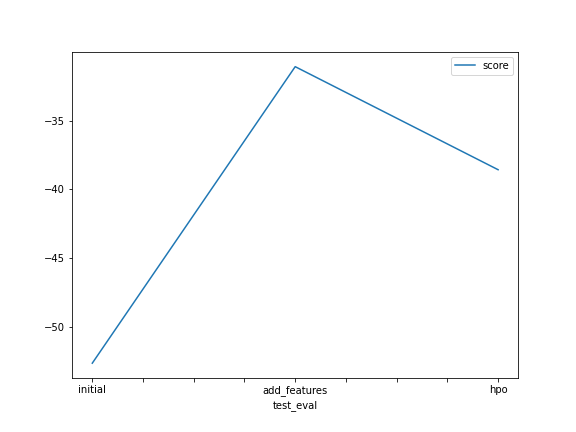 score
−35
−40
−45
−50
initial add_features hpo
test_eval